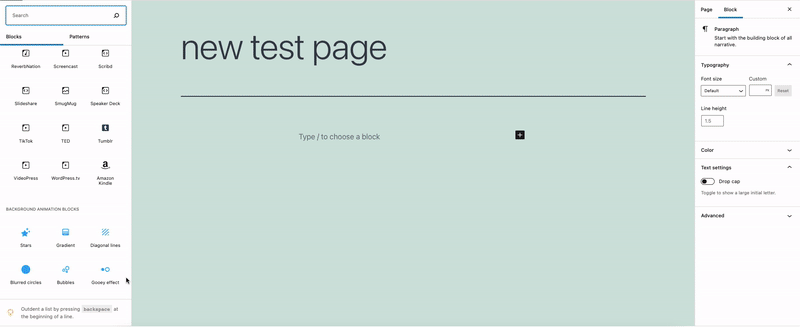 Search
Blocks
Patterns
ReverbNation
Screencast
Scribd
Slideshare
SmugMug
Speaker Deck
TikTok
TED
Tumblr
VideoPress
WordPress.tv
Amazon
Kindle
BACKGROUND ANIMATION BLOCKS
Stars
Gradient
Diagonal lines
Blurred circles
Bubbles
Gooey effect
Outdent a list by pressing backspace at
the beginning of a line.
new test page
Type / to choose a block
Page
Block
Paragraph
Start with the building block of all
narrative.
Typography
Font size
Custom
Default
Reset
Line height
1.5
Color
Text settings
Drop cap
Toggle to show a large initial letter.
Advanced